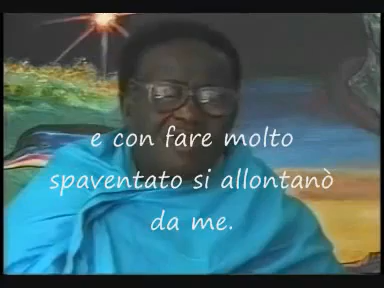 e con fare molto
spaventato si allontanò
da me.